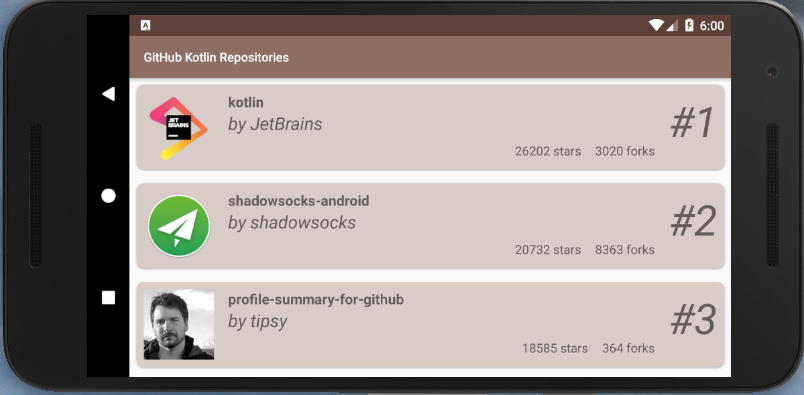 A
6:00
GitHub Kotlin Repositories
JET
BRAINS
kotlin
by JetBrains
26202 stars 3020 forks
#1
shadowsocks-android
by shadowsocks
20732 stars 8363 forks
#2
profile-summary-for-github
by tipsy
18585 stars 364 forks
#3